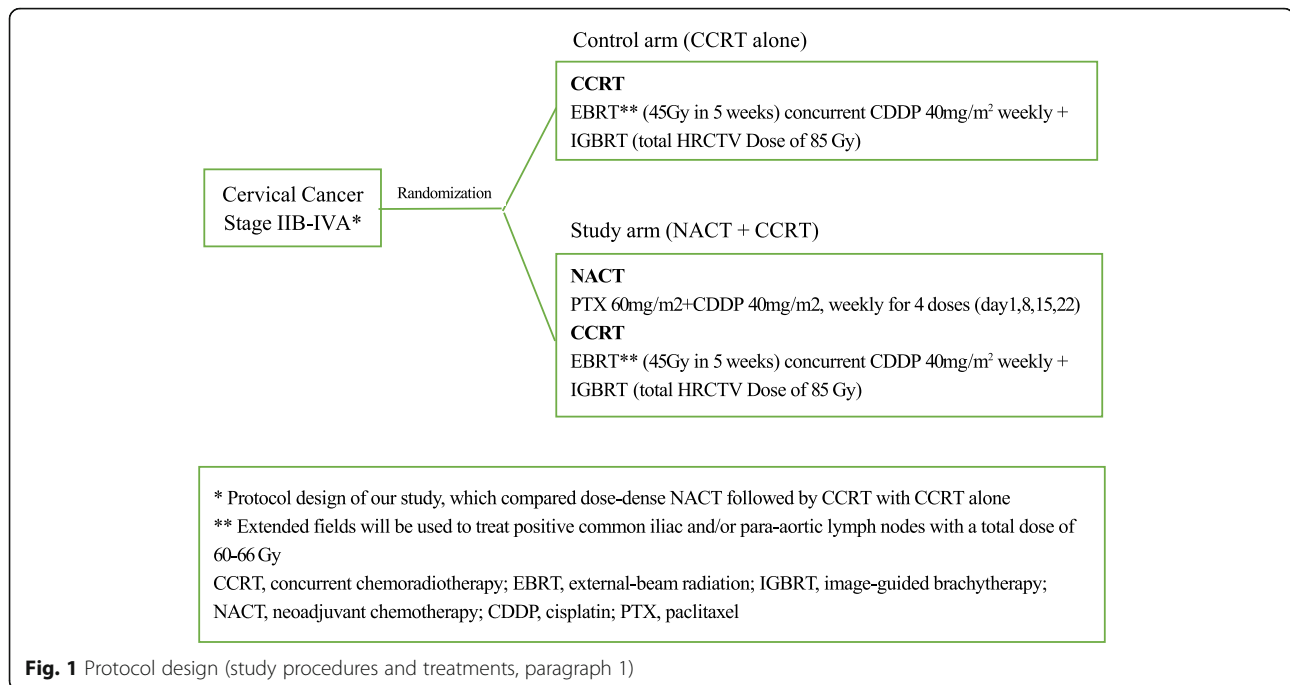 Control arm (CCRT alone)
CCRT
EBRT** (45Gy in 5 weeks) concurrent CDDP 40mg/m² weekly +
IGBRT (total HRCTV Dose of 85 Gy)
Cervical Cancer
Stage IIB-IVA*
Randomization
Study arm (NACT + CCRT)
NACT
PTX 60mg/m2+CDDP 40mg/m2, weekly for 4 doses (day1,8,15,22)
CCRT
EBRT** (45Gy in 5 weeks) concurrent CDDP 40mg/m² weekly +
IGBRT (total HRCTV Dose of 85 Gy)
* Protocol design of our study, which compared dose-dense NACT followed by CCRT with CCRT alone
** Extended fields will be used to treat positive common iliac and/or para-aortic lymph nodes with a total dose of
60-66 Gy
CCRT, concurrent chemoradiotherapy; EBRT, external-beam radiation; IGBRT, image-guided brachytherapy;
NACT, neoadjuvant chemotherapy; CDDP, cisplatin; PTX, paclitaxel
Fig. 1 Protocol design (study procedures and treatments, paragraph 1)